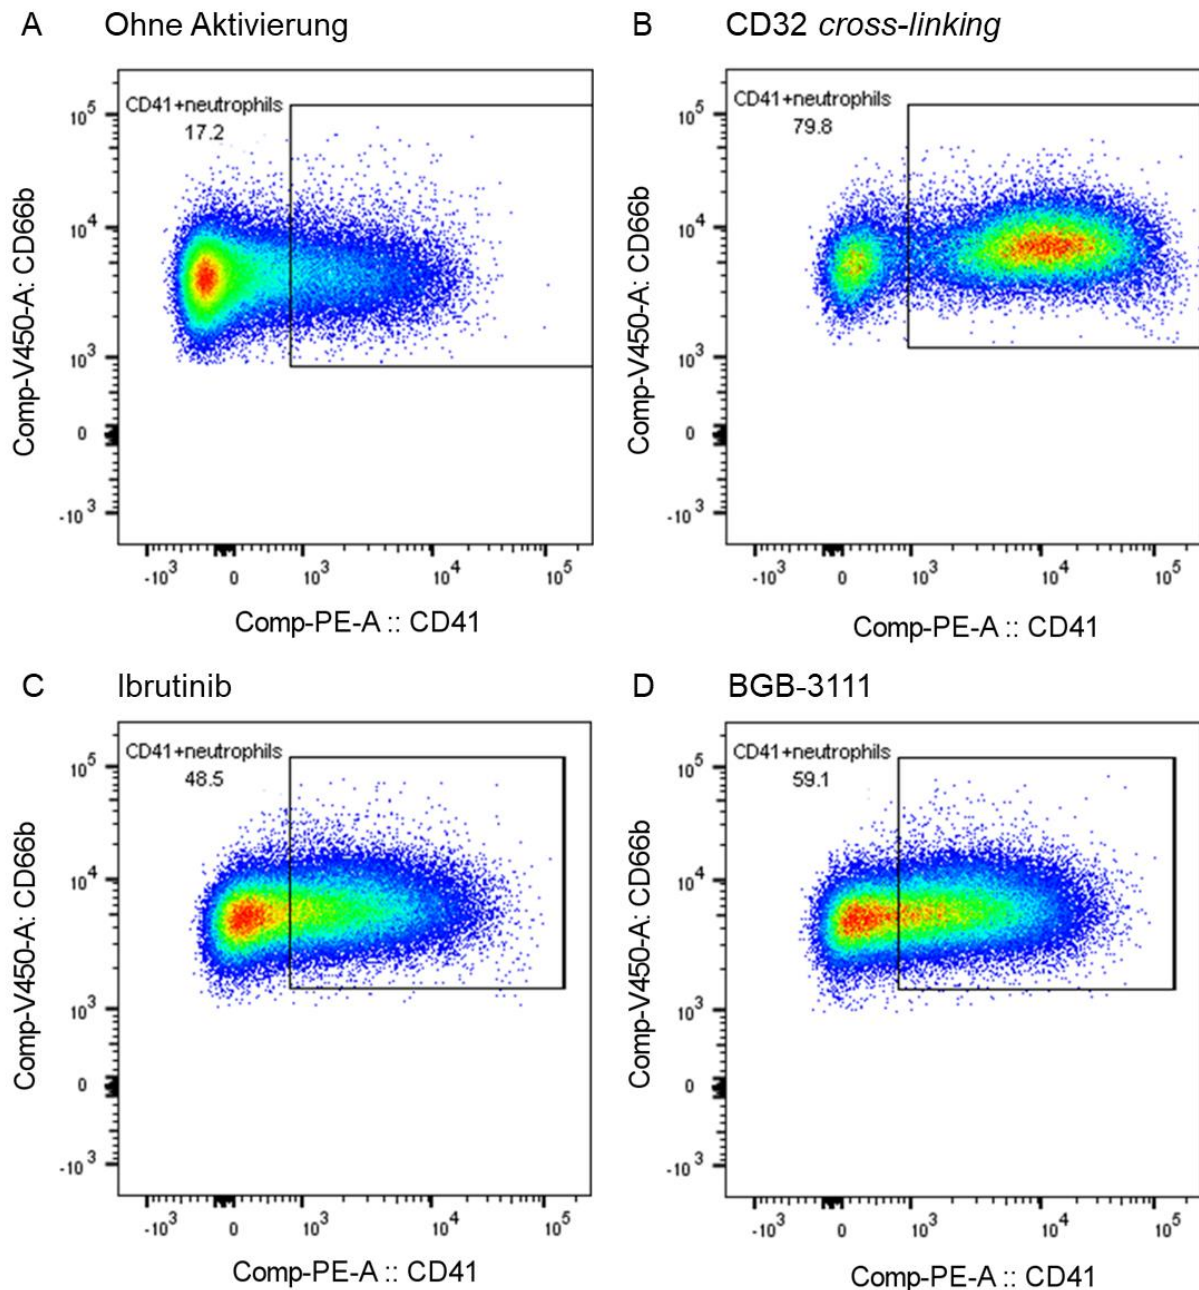 A Ohne Aktivierung
CD41+neutrophils
17.2
10^5
10^4
10^3
0
-10^3
Comp-V450-A: CD66b
-10^3 0 10^3 10^4 10^5
Comp-PE-A :: CD41
B CD32 cross-linking
CD41+neutrophils
79.8
10^5
10^4
10^3
0
-10^3
Comp-V450-A: CD66b
-10^3 0 10^3 10^4 10^5
Comp-PE-A :: CD41
C Ibrutinib
CD41+neutrophils
48.5
10^5
10^4
10^3
0
-10^3
Comp-V450-A: CD66b
-10^3 0 10^3 10^4 10^5
Comp-PE-A :: CD41
D BGB-3111
CD41+neutrophils
59.1
10^5
10^4
10^3
0
-10^3
Comp-V450-A: CD66b
-10^3 0 10^3 10^4 10^5
Comp-PE-A :: CD41